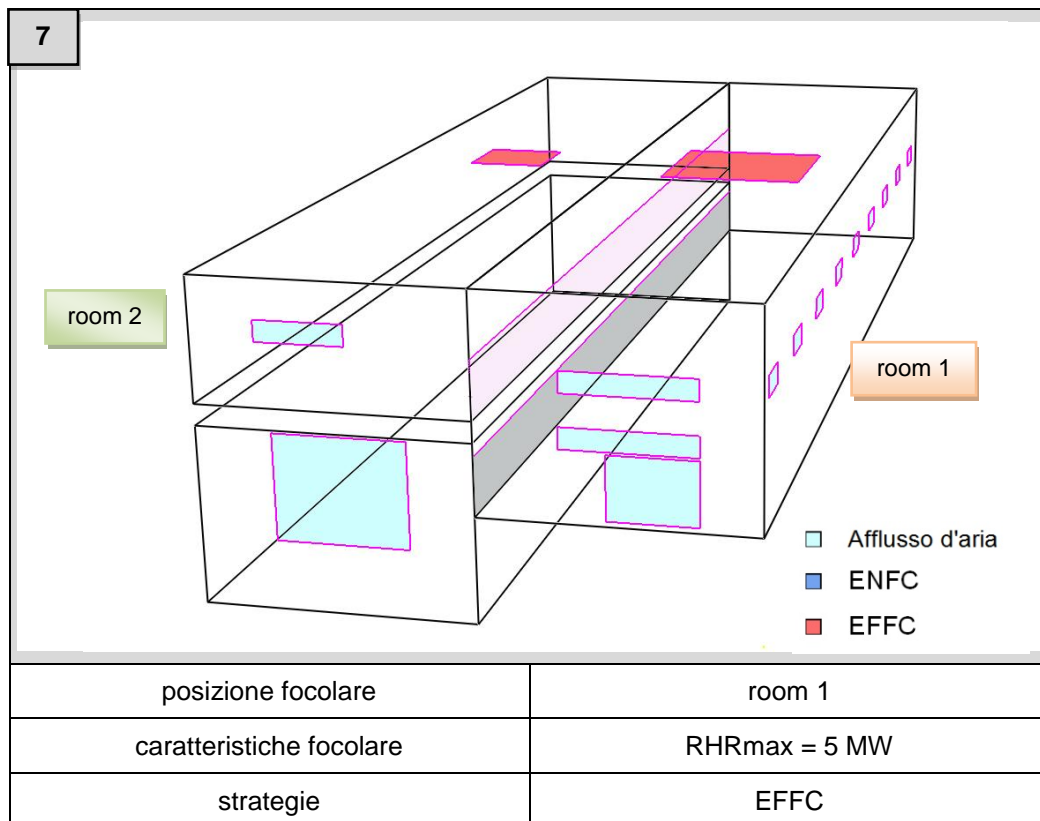 7
room 2
room 1
Afflusso d'aria
ENFC
EFFC
posizione focolare room 1
caratteristiche focolare RHRmax = 5 MW
strategie EFFC